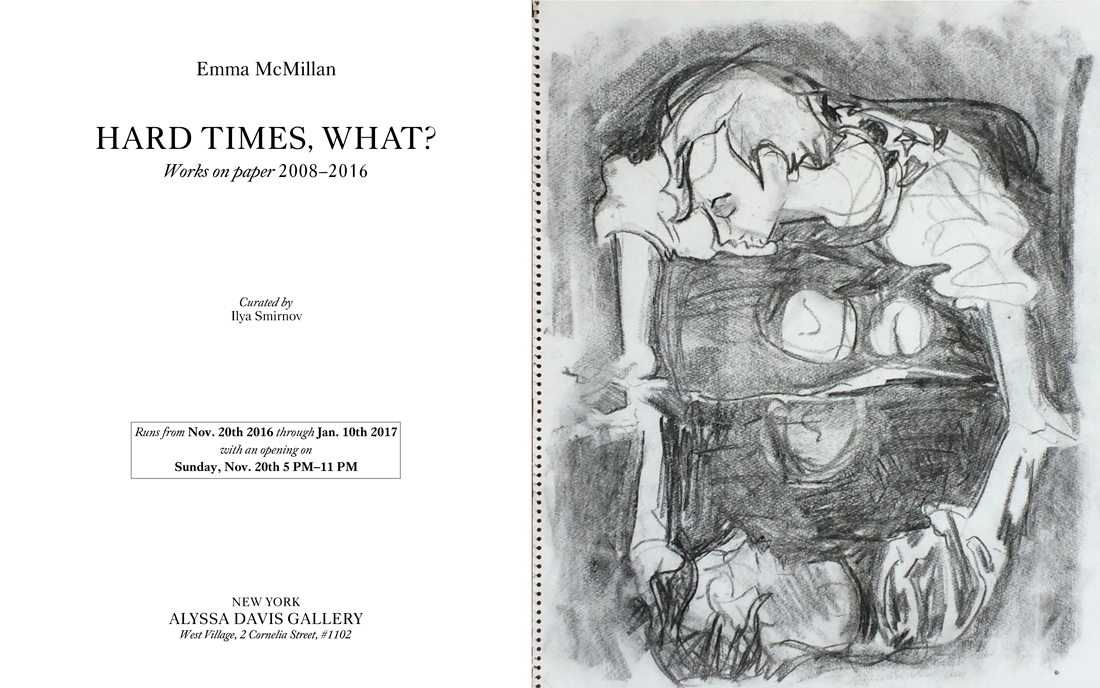 Emma McMillan
HARD TIMES, WHAT?
Works on paper 2008–2016
Curated by
Ilya Smirnov
Runs from Nov. 20th 2016 through Jan. 10th 2017
with an opening on
Sunday, Nov. 20th 5 PM–11 PM
NEW YORK
ALYSSA DAVIS GALLERY
West Village, 2 Cornelia Street, #1102